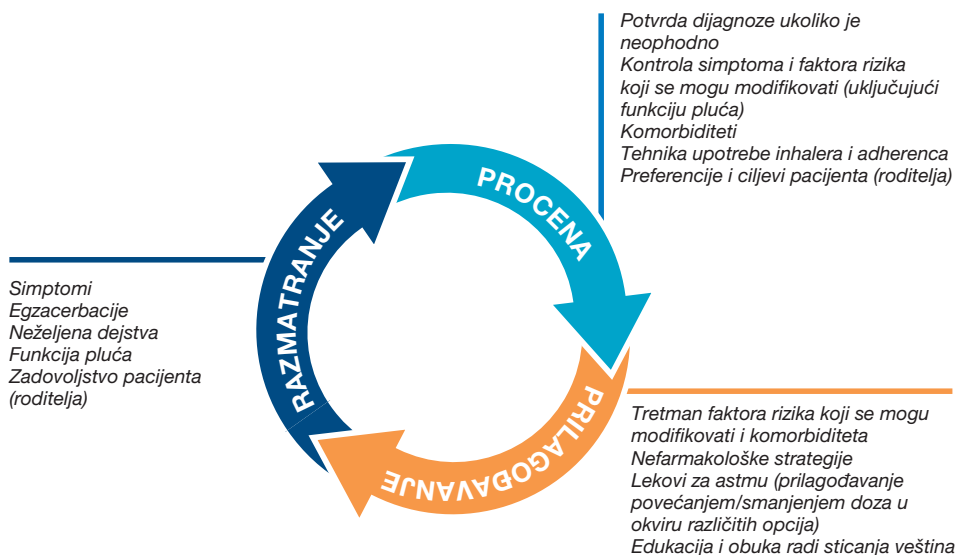 Potvrda dijagnoze ukoliko je
neophodno
Kontrola simptoma i faktora rizika
koji se mogu modifikovati (uključujući
funkciju pluća)
Komorbiditeti
Tehnika upotrebe inhalera i adherenca
Preferencije i ciljevi pacijenta (roditelja)
PROCENA
RAZMATRANJE
Simptomi
Egzacerbacije
Neželjena dejstva
Funkcija pluća
Zadovoljstvo pacijenta
(roditelja)
PRILAGOĐAVANJE
Tretman faktora rizika koji se mogu
modifikovati i komorbiditeta
Nefarmakološke strategije
Lekovi za astmu (prilagođavanje
povećanjem/smanjenjem doza u
okviru različitih opcija)
Edukacija i obuka radi sticanja veština